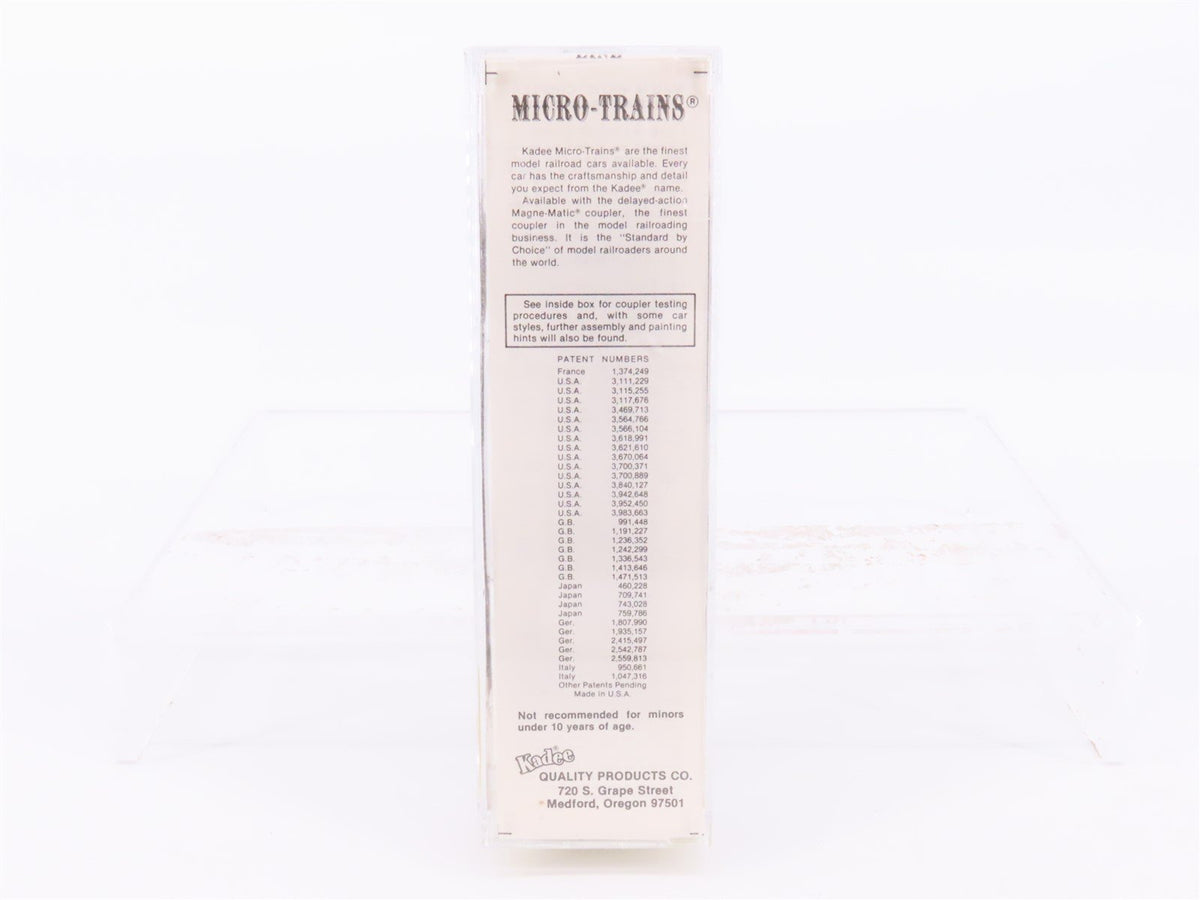 LINE
MICRO-TRAINS®
Kadee Micro-Trains® are the finest
model railroad cars available. Every
car has the craftsmanship and detail
you expect from the Kadee® name.
Available with the delayed-action
Magne-Matic® coupler, the finest
coupler in the model railroading
business. It is the "Standard by
Choice" of model railroaders around
the world.
See inside box for coupler testing
procedures and, with some car
styles, further assembly and painting
hints will also be found.
PATENT NUMBERS
France 1,374,249
U.S.A. 3,111,229
U.S.A. 3,115,255
U.S.A. 3,117,676
U.S.A. 3,469,713
U.S.A. 3,564,766
U.S.A. 3,566,104
U.S.A. 3,618,991
U.S.A. 3,621,610
U.S.A. 3,670,064
U.S.A. 3,700,371
U.S.A. 3,700,889
U.S.A. 3,840,127
U.S.A. 3,942,648
U.S.A. 3,952,450
U.S.A. 3,983,663
G.B. 991,448
G.B. 1,191,227
G.B. 1,236,352
G.B. 1,242,299
G.B. 1,336,543
G.B. 1,413,646
G.B. 1,471,513
Japan 460,228
Japan 709,741
Japan 743,028
Japan 759,786
Ger. 1,807,990
Ger. 1,935,157
Ger. 2,415,497
Ger. 2,542,787
Ger. 2,559,813
Italy 950,661
Italy 1,047,316
Other Patents Pending
Made in U.S.A.
Not recommended for minors
under 10 years of age.
Kadee®
QUALITY PRODUCTS CO.
720 S. Grape Street
Medford, Oregon 97501